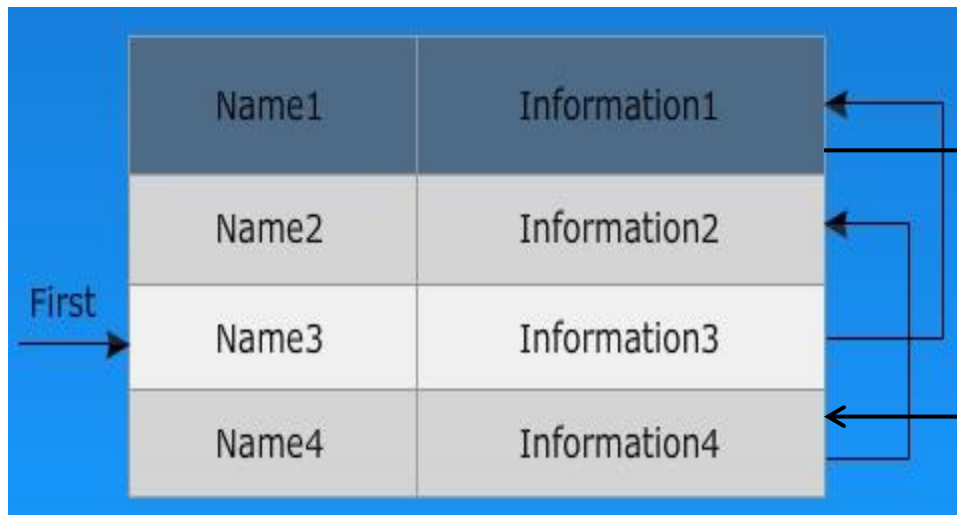 Name1 Information1
Name2 Information2
First
Name3 Information3
Name4 Information4